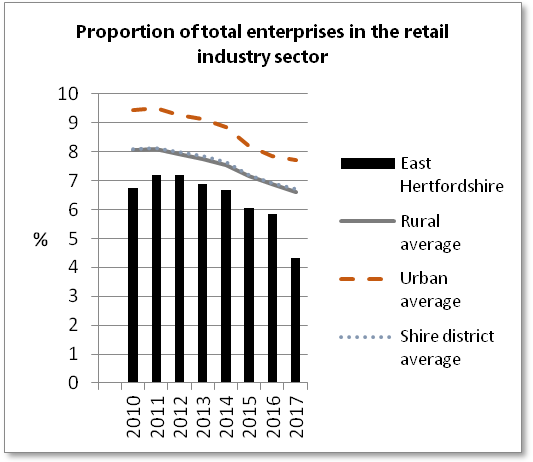 Proportion of total enterprises in the retail
industry sector
10
9
8
7
6
5
4
3
2
1
0
%
2010
2011
2012
2013
2014
2015
2016
2017
East
Hertfordshire
Rural
average
Urban
average
Shire district
average